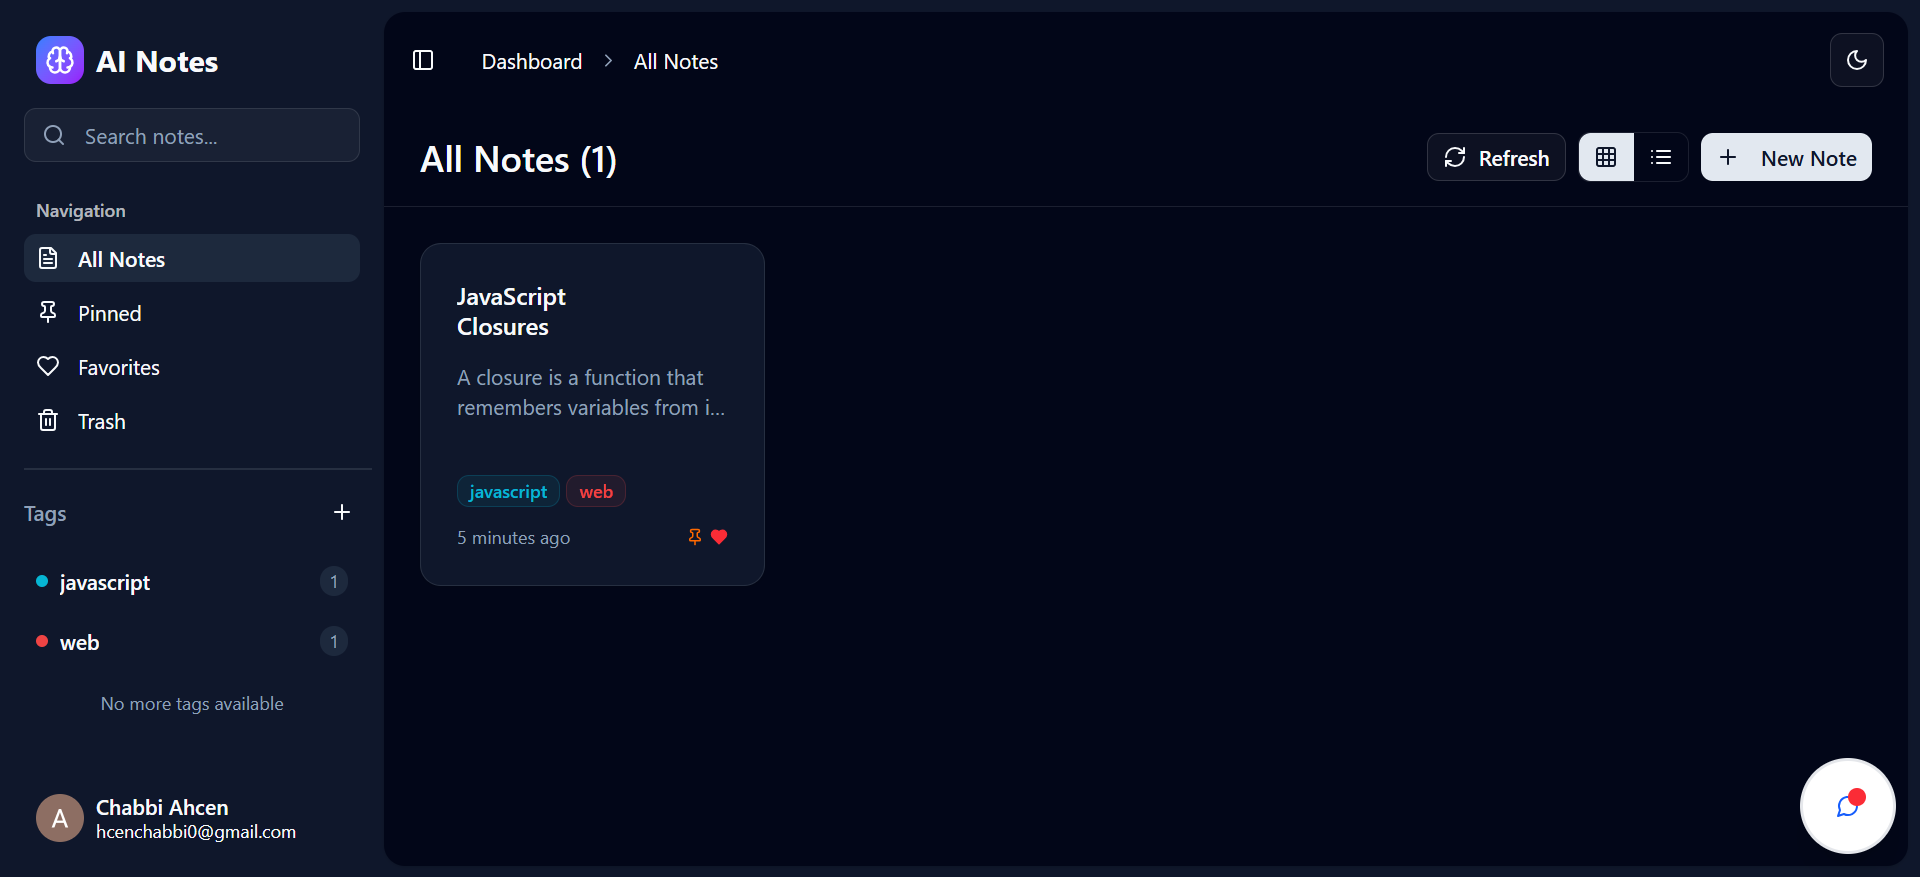 AI Notes
Search notes...
Navigation
All Notes
Pinned
Favorites
Trash
Tags
javascript 1
web 1
No more tags available
A
Chabbi Ahcen
hcenchabbi0@gmail.com
Dashboard > All Notes
All Notes (1)
Refresh
New Note
JavaScript
Closures
A closure is a function that
remembers variables from i...
javascript web
5 minutes ago